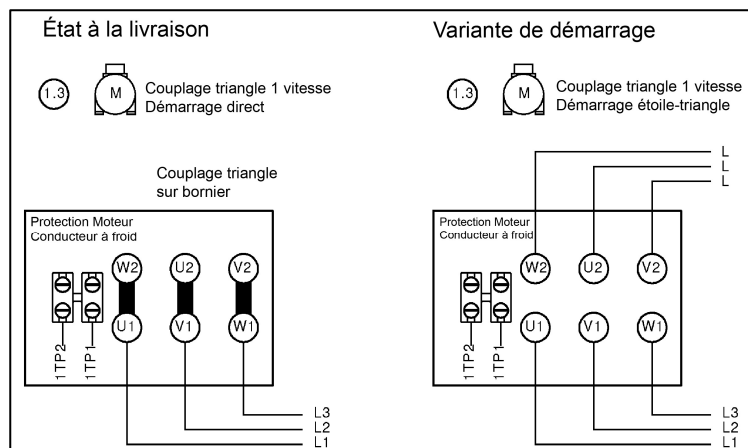 État à la livraison
1.3
M
Couplage triangle 1 vitesse
Démarrage direct
Couplage triangle
sur bornier
Protection Moteur
Conducteur à froid
W2
U2
V2
U1
V1
W1
1TP2
1TP1
L3
L2
L1
Variante de démarrage
1.3
M
Couplage triangle 1 vitesse
Démarrage étoile-triangle
L
L
L
Protection Moteur
Conducteur à froid
W2
U2
V2
U1
V1
W1
1TP2
1TP1
L3
L2
L1